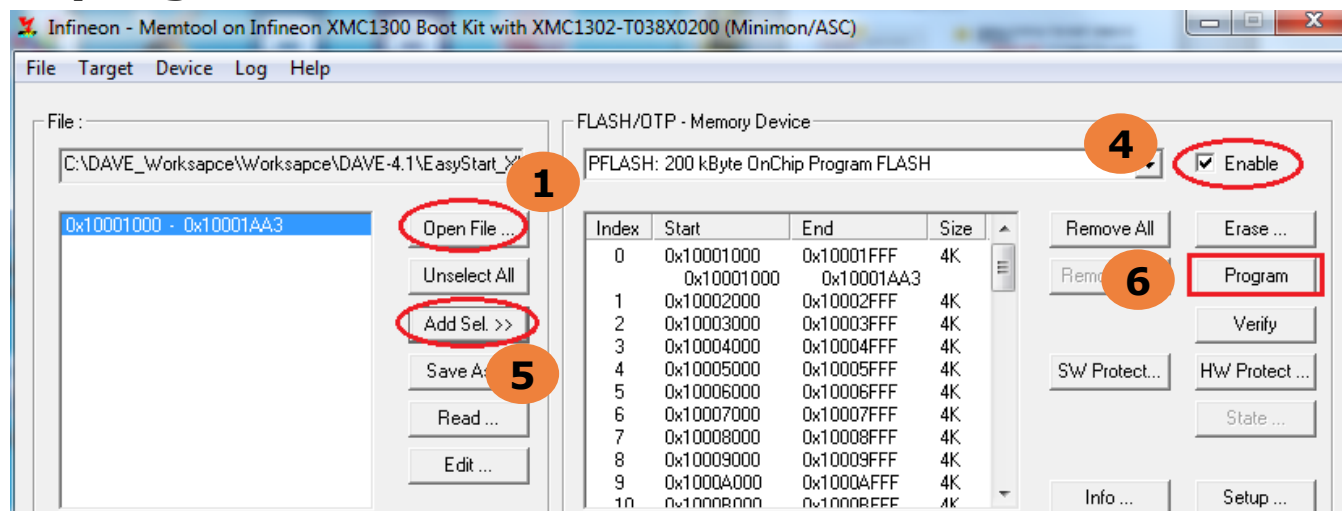 Infineon - Memtool on Infineon XMC1300 Boot Kit with XMC1302-T038X0200 (Minimon/ASC)
File Target Device Log Help
File :
C:\DAVE_Worksapce\Worksapce\DAVE-4.1\EasyStart_
1
0x10001000 - 0x10001AA3
Open File ...
Unselect All
Add Sel. >>
5
Save
Read ...
Edit ...
FLASH/OTP - Memory Device
4
PFLASH: 200 kByte OnChip Program FLASH
Enable
Index Start End Size
0 0x10001000 0x10001FFF 4K
0x10001000 0x10001AA3
1 0x10002000 0x10002FFF 4K
2 0x10003000 0x10003FFF 4K
3 0x10004000 0x10004FFF 4K
4 0x10005000 0x10005FFF 4K
5 0x10006000 0x10006FFF 4K
6 0x10007000 0x10007FFF 4K
7 0x10008000 0x10008FFF 4K
8 0x10009000 0x10009FFF 4K
9 0x1000A000 0x1000AFFF 4K
10 0x1000B000 0x1000BFFF 4K
Remove All
6
SW Protect...
Info ...
Erase ...
Program
Verify
HW Protect ...
State ...
Setup ...